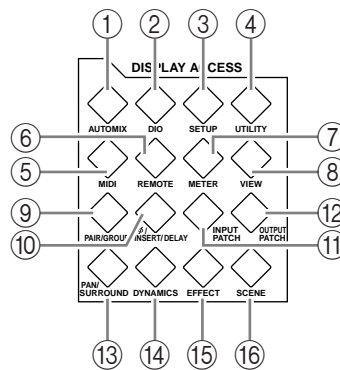 ① ② ③ ④
DISPLAY ACCESS
AUTOMIX DIO SETUP UTILITY
⑥ ⑦
⑤ ⑧
MIDI REMOTE METER VIEW
⑨ ⑫
⑩ ⑪
PAIR/GROUP ϕ/INSERT/DELAY INPUT PATCH OUTPUT PATCH
PAN/SURROUND DYNAMICS EFFECT SCENE
⑬ ⑭ ⑮ ⑯